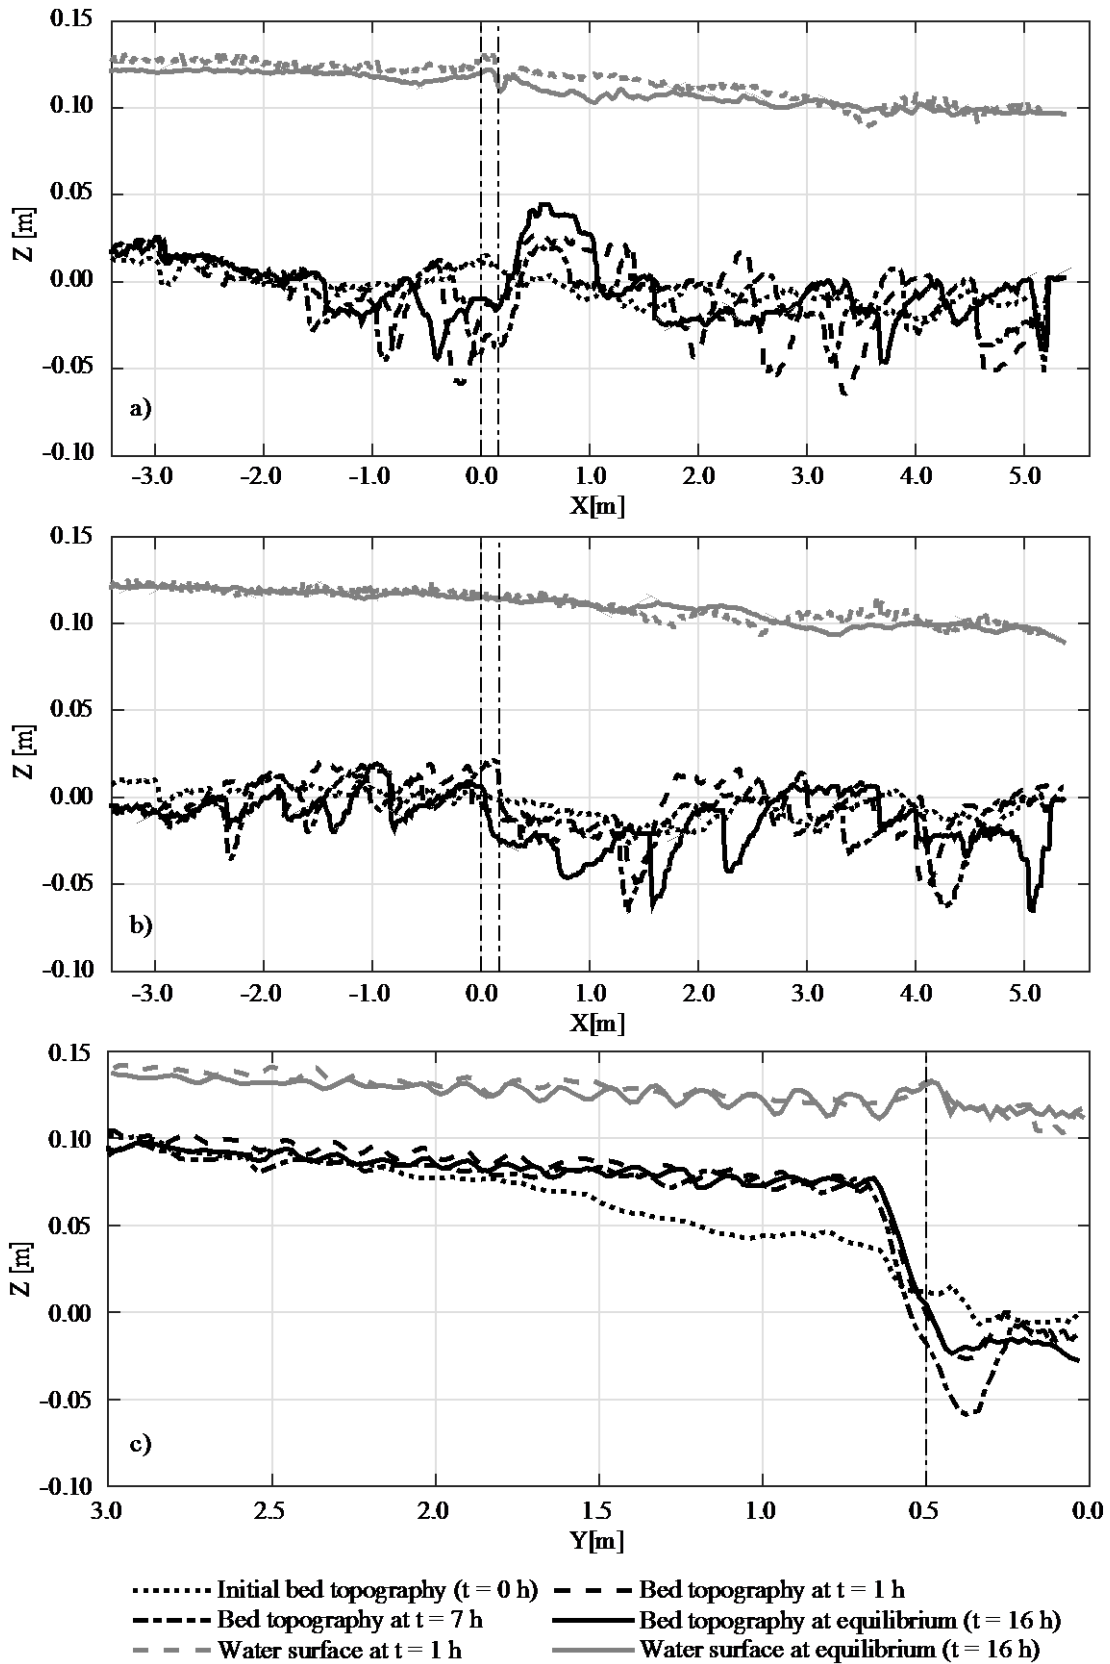 0.15
0.10
0.05
0.00
-0.05
-0.10
Z [m]
a)
-3.0 -2.0 -1.0 0.0 1.0 2.0 3.0 4.0 5.0
X[m]
0.15
0.10
0.05
0.00
-0.05
-0.10
Z [m]
b)
-3.0 -2.0 -1.0 0.0 1.0 2.0 3.0 4.0 5.0
X[m]
0.15
0.10
0.05
0.00
-0.05
-0.10
Z [m]
c)
3.0 2.5 2.0 1.5 1.0 0.5 0.0
Y[m]
Initial bed topography (t = 0 h) Bed topography at t = 1 h
Bed topography at t = 7 h Bed topography at equilibrium (t = 16 h)
Water surface at t = 1 h Water surface at equilibrium (t = 16 h)